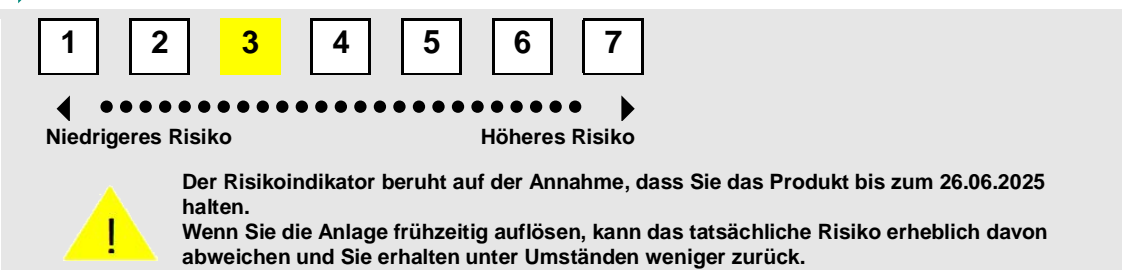 1 2 3 4 5 6 7
Niedrigeres Risiko Höheres Risiko
Der Risikoindikator beruht auf der Annahme, dass Sie das Produkt bis zum 26.06.2025
halten.
Wenn Sie die Anlage frühzeitig auflösen, kann das tatsächliche Risiko erheblich davon
abweichen und Sie erhalten unter Umständen weniger zurück.
!